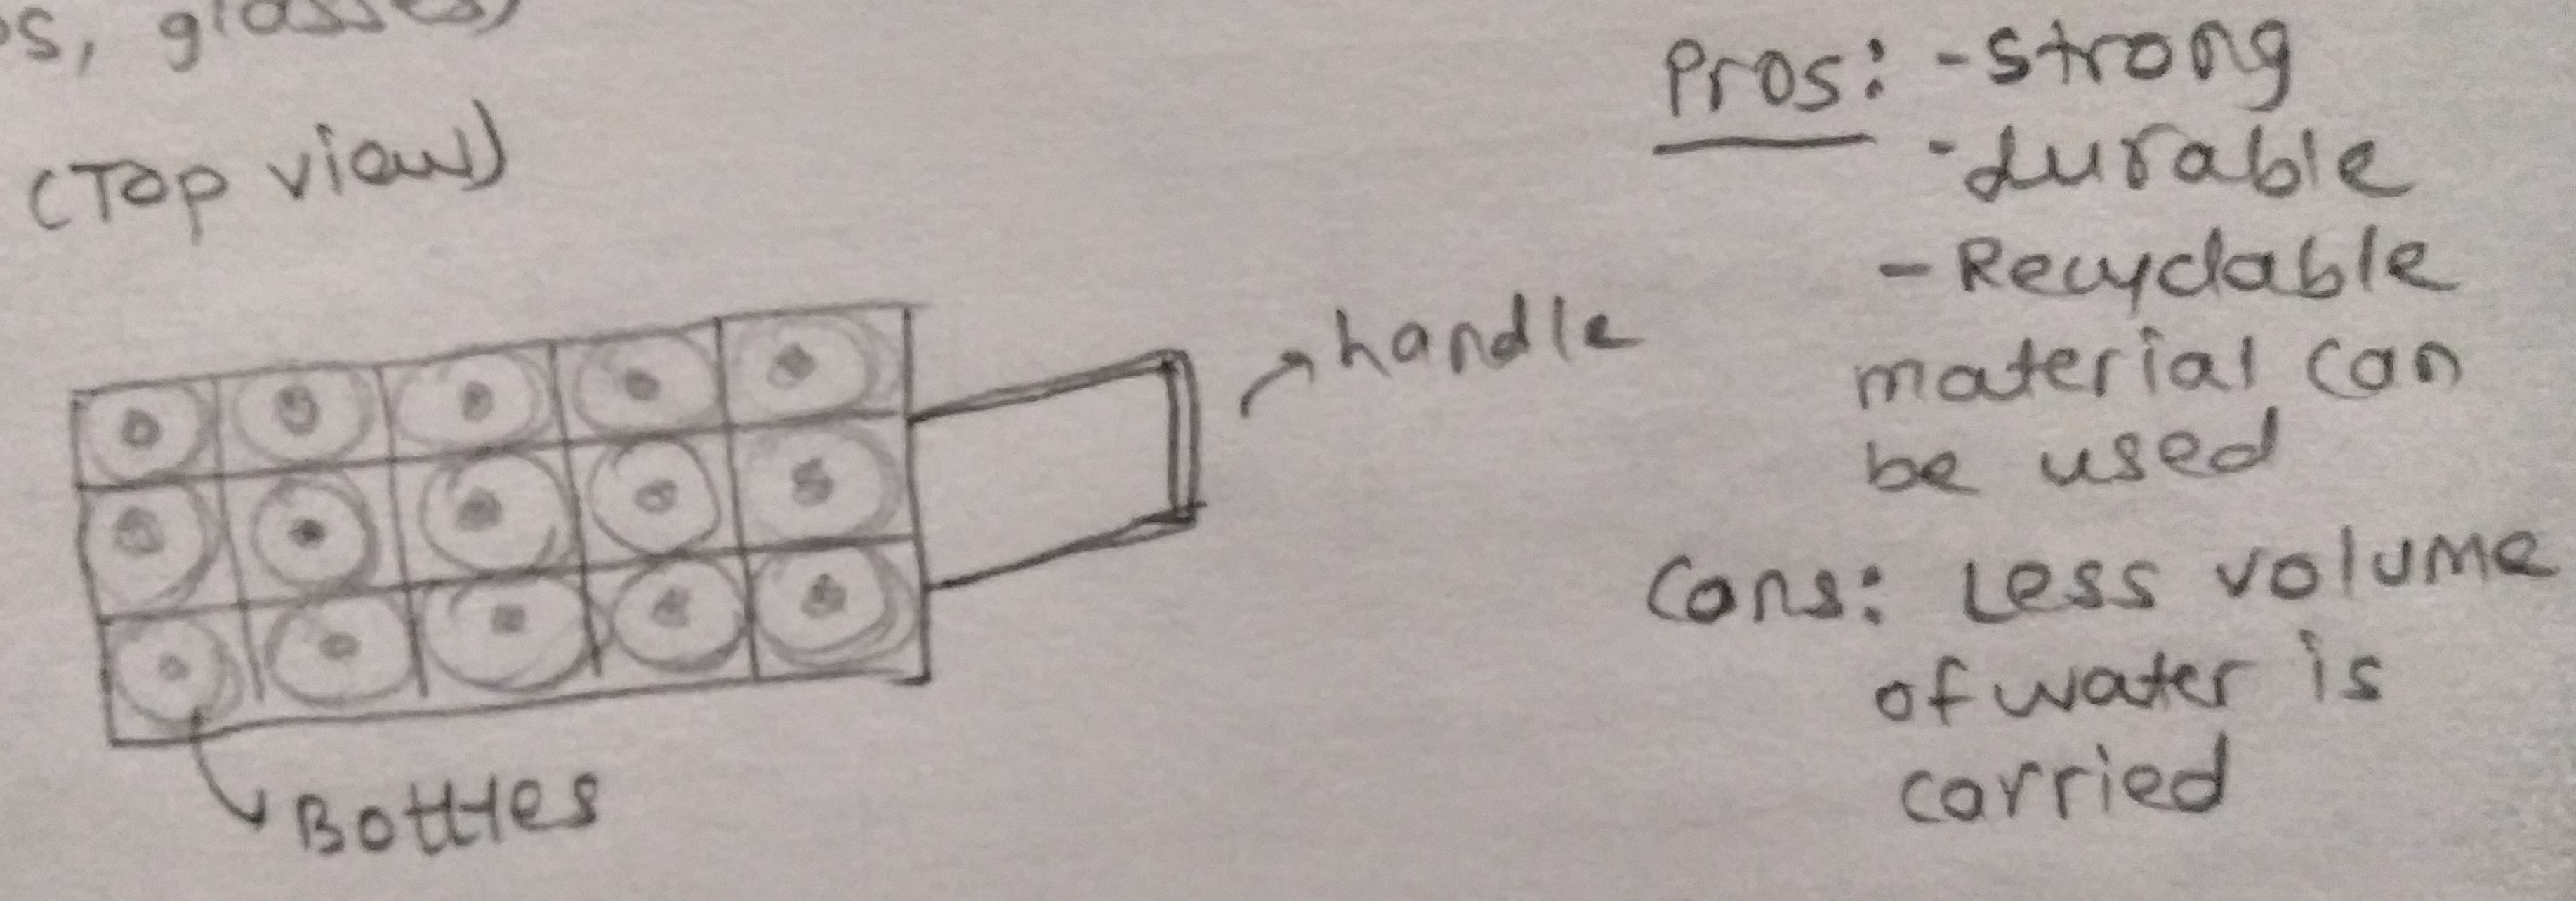 glasses)
(Top view)
Pros: - strong
- durable
- Recyclable
material can
be used
handle
Cons: Less volume
of water is
carried
Bottles